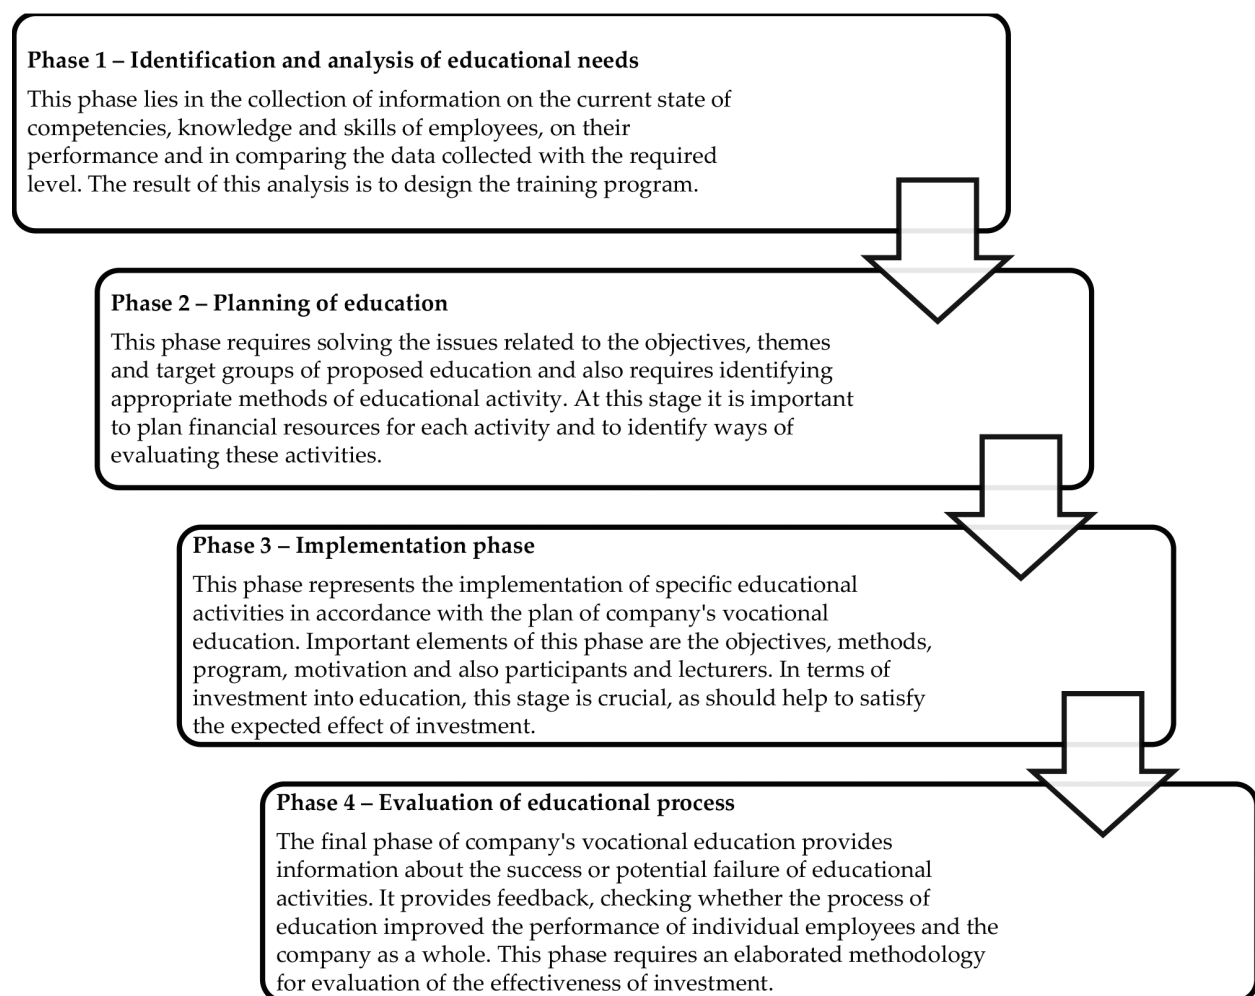 Phase 1 – Identification and analysis of educational needs
This phase lies in the collection of information on the current state of
competencies, knowledge and skills of employees, on their
performance and in comparing the data collected with the required
level. The result of this analysis is to design the training program.
Phase 2 – Planning of education
This phase requires solving the issues related to the objectives, themes
and target groups of proposed education and also requires identifying
appropriate methods of educational activity. At this stage it is important
to plan financial resources for each activity and to identify ways of
evaluating these activities.
Phase 3 – Implementation phase
This phase represents the implementation of specific educational
activities in accordance with the plan of company's vocational
education. Important elements of this phase are the objectives, methods,
program, motivation and also participants and lecturers. In terms of
investment into education, this stage is crucial, as should help to satisfy
the expected effect of investment.
Phase 4 – Evaluation of educational process
The final phase of company's vocational education provides
information about the success or potential failure of educational
activities. It provides feedback, checking whether the process of
education improved the performance of individual employees and the
company as a whole. This phase requires an elaborated methodology
for evaluation of the effectiveness of investment.